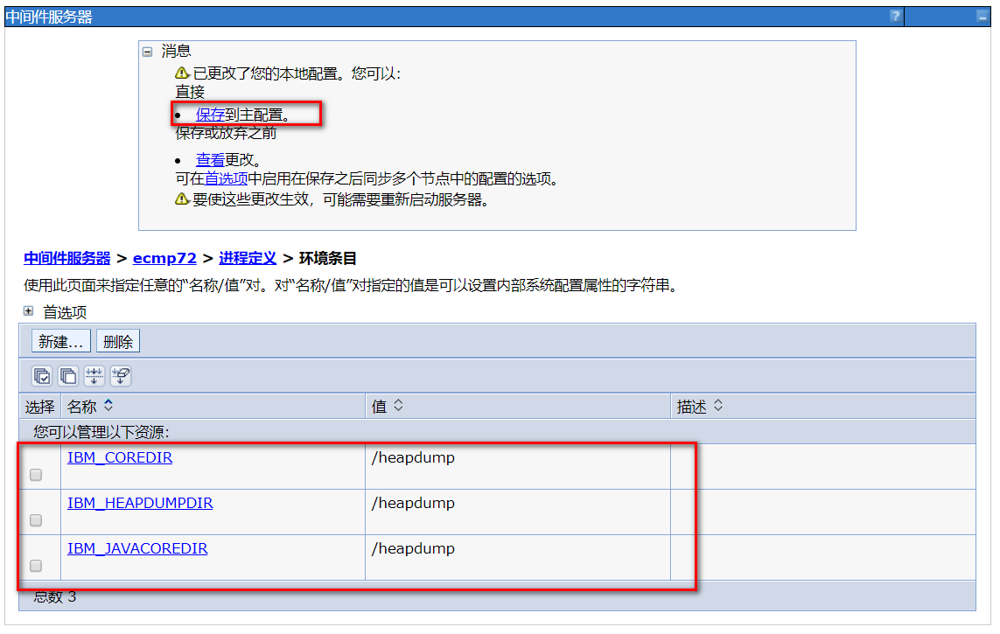 中间件服务器 ?
消息
已更改了您的本地配置。您可以：
直接
• 保存到主配置。
保存或放弃之前
• 查看更改。
可在首选项中启用在保存之后同步多个节点中的配置的选项。
要使这些更改生效，可能需要重新启动服务器。
中间件服务器 > ecmp72 > 进程定义 > 环境条目
使用此页面来指定任意的“名称/值”对。对“名称/值”对指定的值是可以设置内部系统配置属性的字符串。
首选项
新建... 删除
选择 名称 值 描述
您可以管理以下资源：
IBM_COREDIR /heapdump
IBM_HEAPDUMPDIR /heapdump
IBM_JAVACOREDIR /heapdump
总数 3